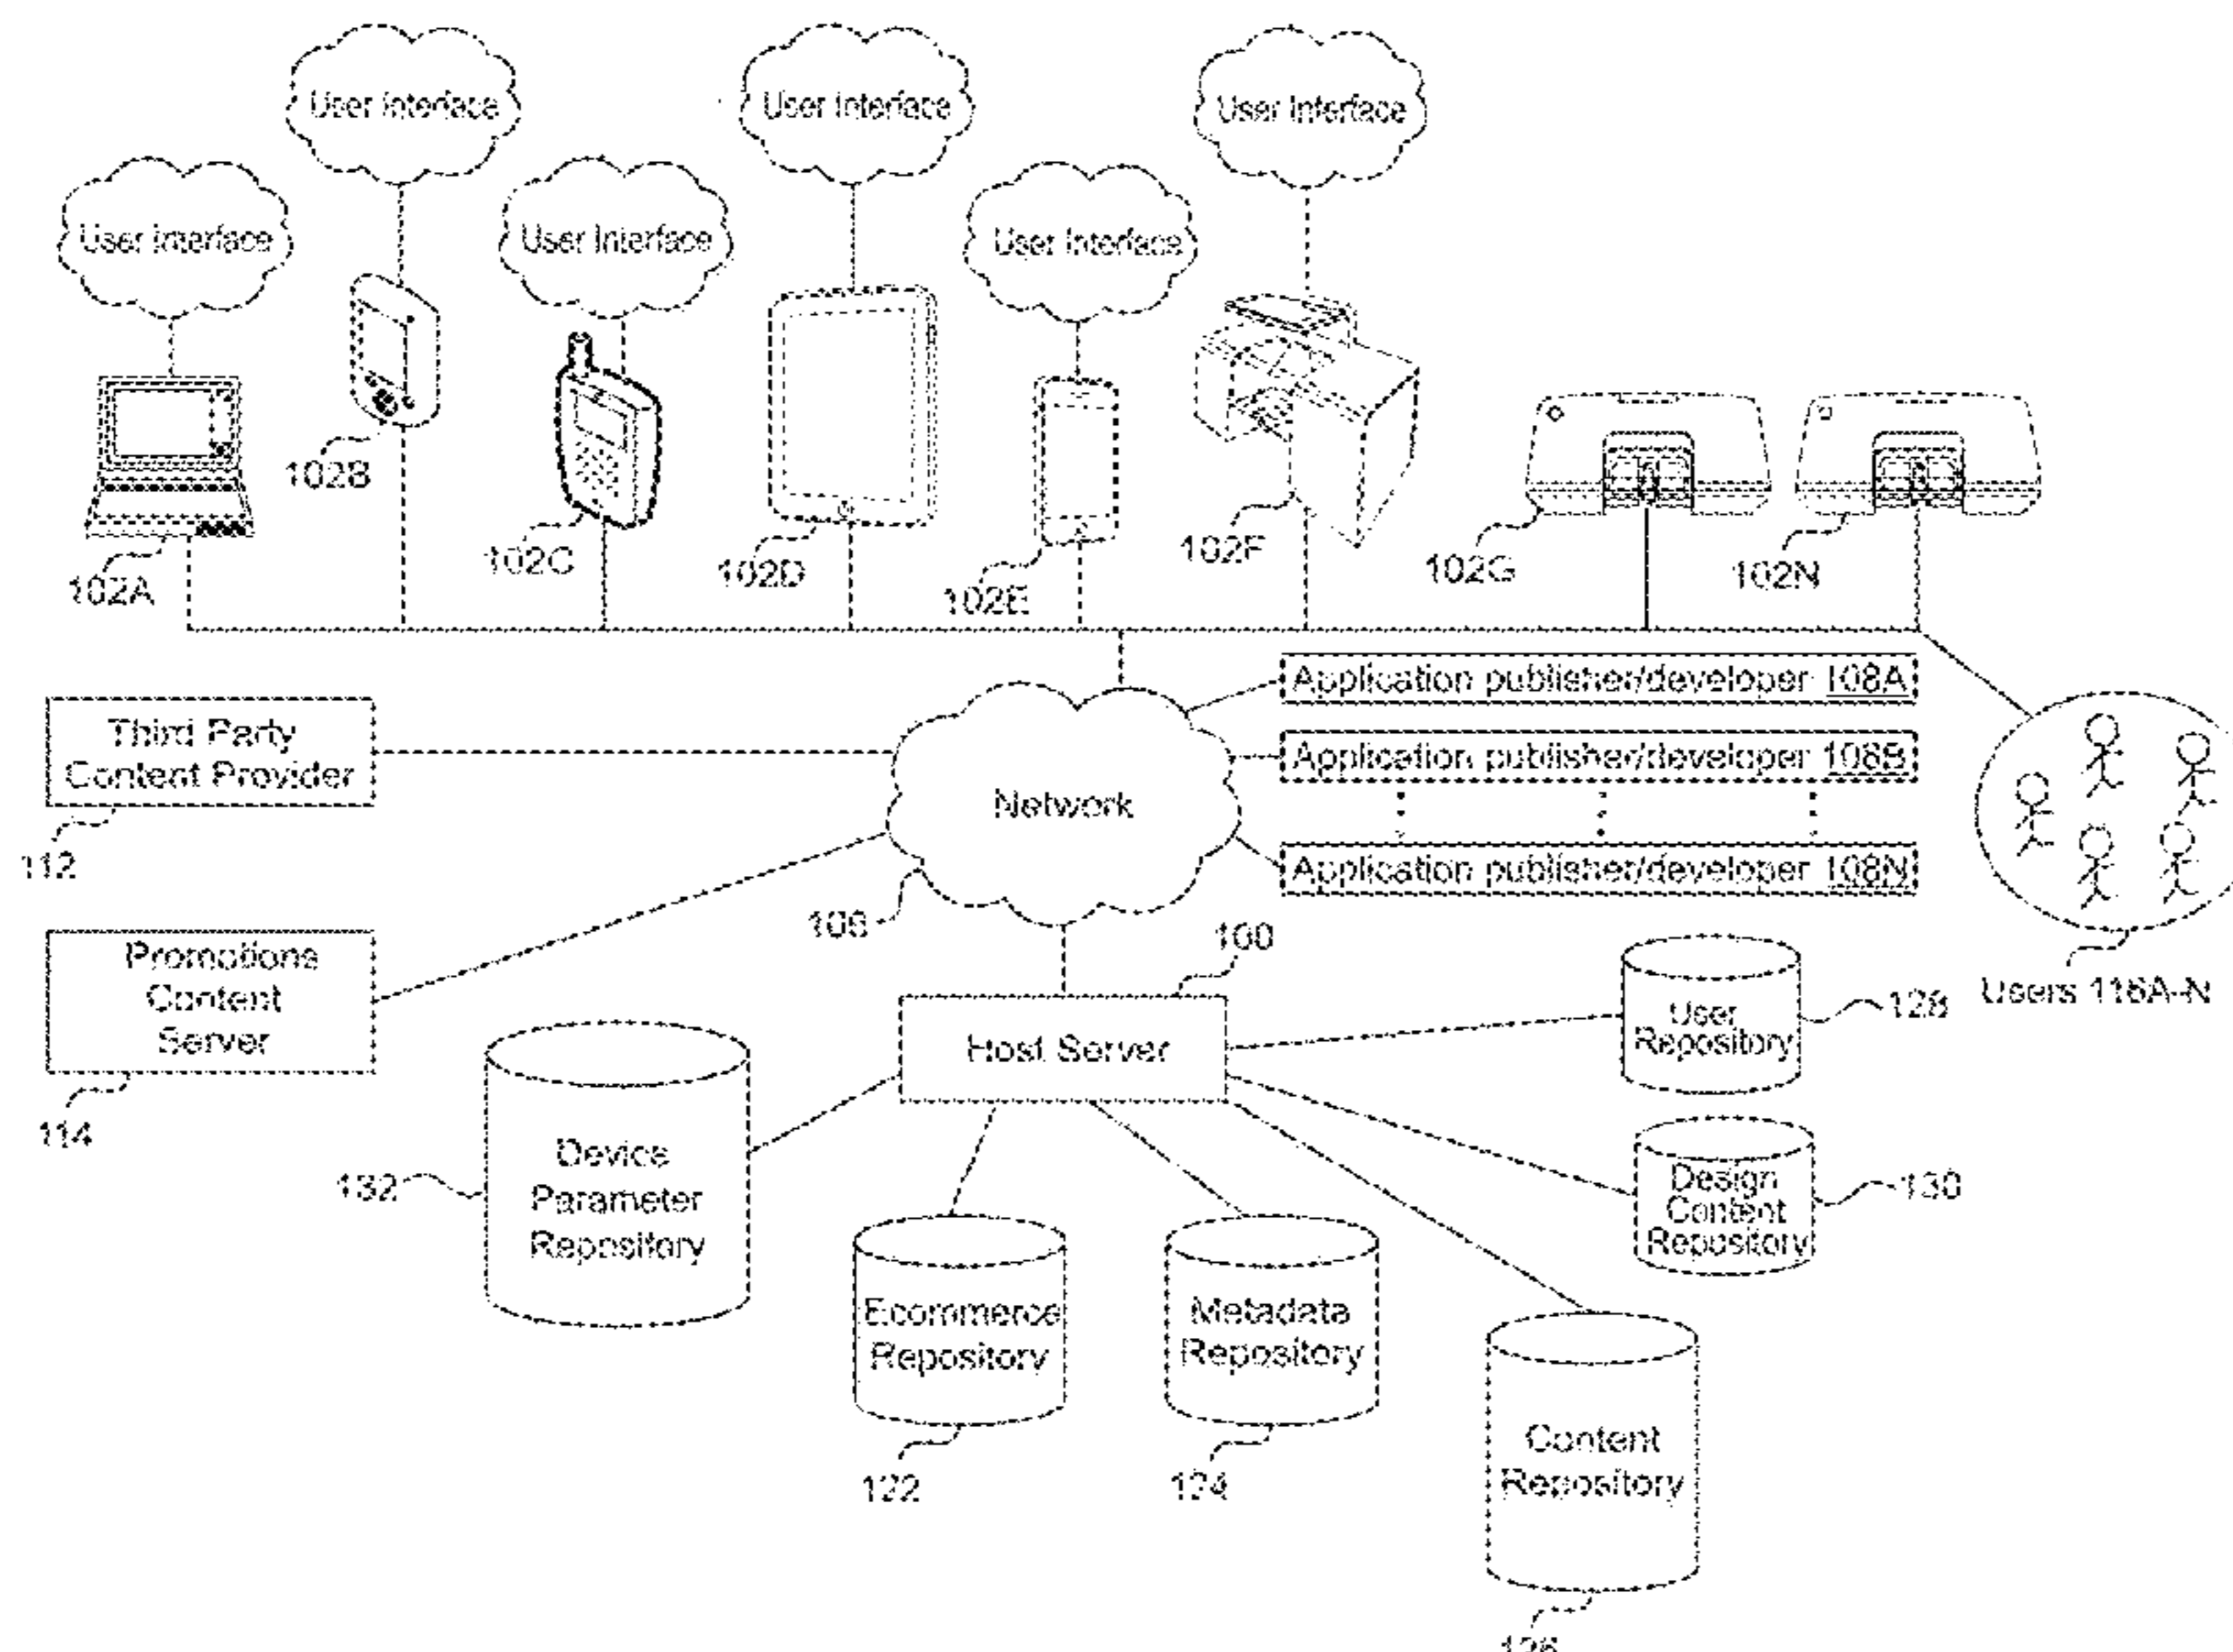 User Interface
User Interface
User Interface
User Interface
User Interface
User Interface
102A
102B
102C
102D
102E
102F
102G
102N
Third Party
Content Provider
112
Network
106
Application publisher/developer 108A
Application publisher/developer 108B
Application publisher/developer 108N
Users 116A-N
Promotions
Content
Server
114
100
Host Server
User
Repository
128
Design
Content
Repository
130
Device
Parameter
Repository
132
Ecommerce
Repository
122
Metadata
Repository
124
Content
Repository
126